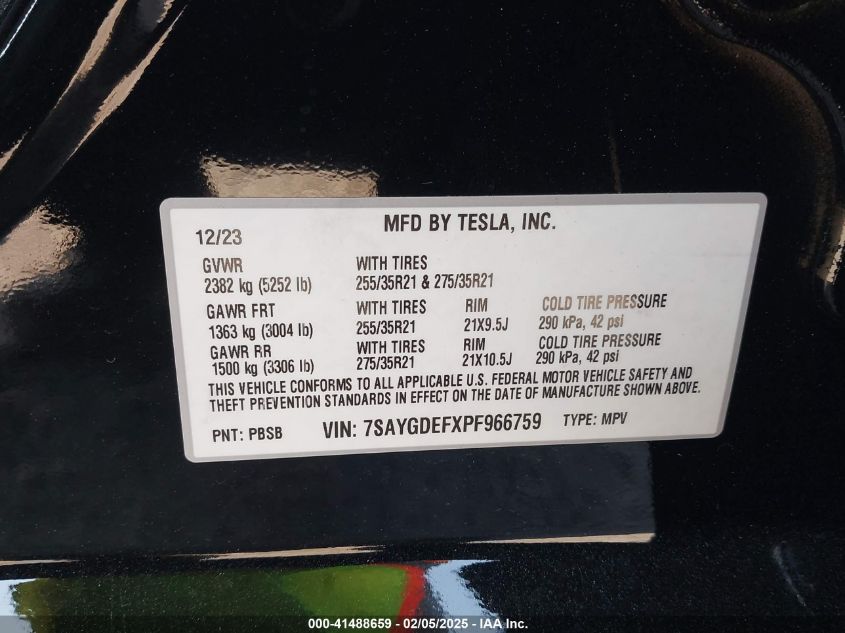 MFD BY TESLA, INC.
12/23
GVWR WITH TIRES
2382 kg (5252 lb) 255/35R21 & 275/35R21
GAWR FRT WITH TIRES RIM COLD TIRE PRESSURE
1363 kg (3004 lb) 255/35R21 21X9.5J 290 kPa, 42 psi
GAWR RR WITH TIRES RIM COLD TIRE PRESSURE
1500 kg (3306 lb) 275/35R21 21X10.5J 290 kPa, 42 psi
THIS VEHICLE CONFORMS TO ALL APPLICABLE U.S. FEDERAL MOTOR VEHICLE SAFETY AND
THEFT PREVENTION STANDARDS IN EFFECT ON THE DATE OF MANUFACTURE SHOWN ABOVE.
PNT: PBSB VIN: 7SAYGDEFXPF966759 TYPE: MPV
000-41488659 - 02/05/2025 - IAA Inc.